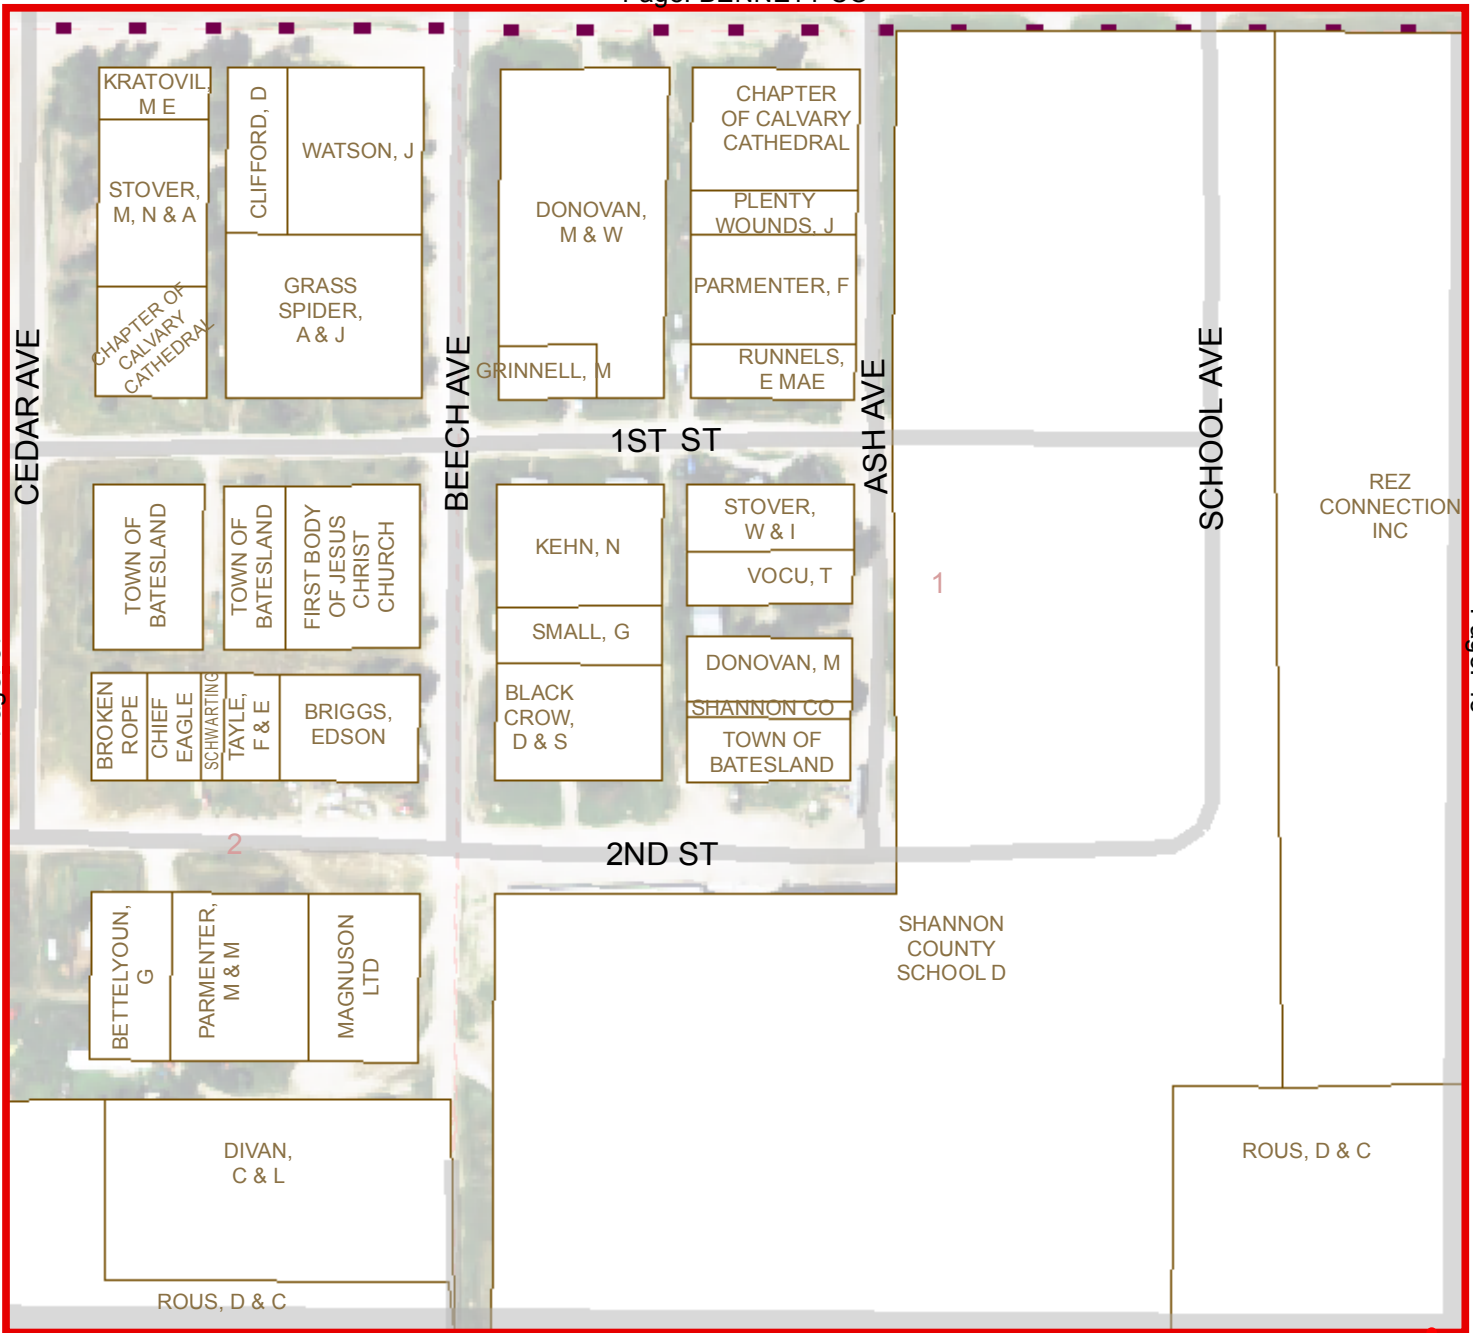 KRATOVIL,
M E
CLIFFORD, D
WATSON, J
STOVER,
M, N & A
CHAPTER OF
CALVARY
CATHEDRAL
GRASS
SPIDER,
A & J
DONOVAN,
M & W
GRINNELL, M
CHAPTER
OF CALVARY
CATHEDRAL
PLENTY
WOUNDS, J
PARMENTER, F
RUNNELS,
E MAE
CEDAR AVE
BEECH AVE
1ST ST
ASH AVE
SCHOOL AVE
REZ
CONNECTION
INC
TOWN OF
BATESLAND
TOWN OF
BATESLAND
FIRST BODY
OF JESUS
CHRIST
CHURCH
KEHN, N
SMALL, G
BLACK
CROW,
D & S
STOVER,
W & I
VOCU, T
1
DONOVAN, M
SHANNON CO
TOWN OF
BATESLAND
BROKEN
ROPE
CHIEF
EAGLE
SCHWARTING
TAYLE,
F & E
BRIGGS,
EDSON
2
2ND ST
BETTELYOUN,
G
PARMENTER,
M & M
MAGNUSON
LTD
SHANNON
COUNTY
SCHOOL D
DIVAN,
C & L
ROUS, D & C
ROUS, D & C